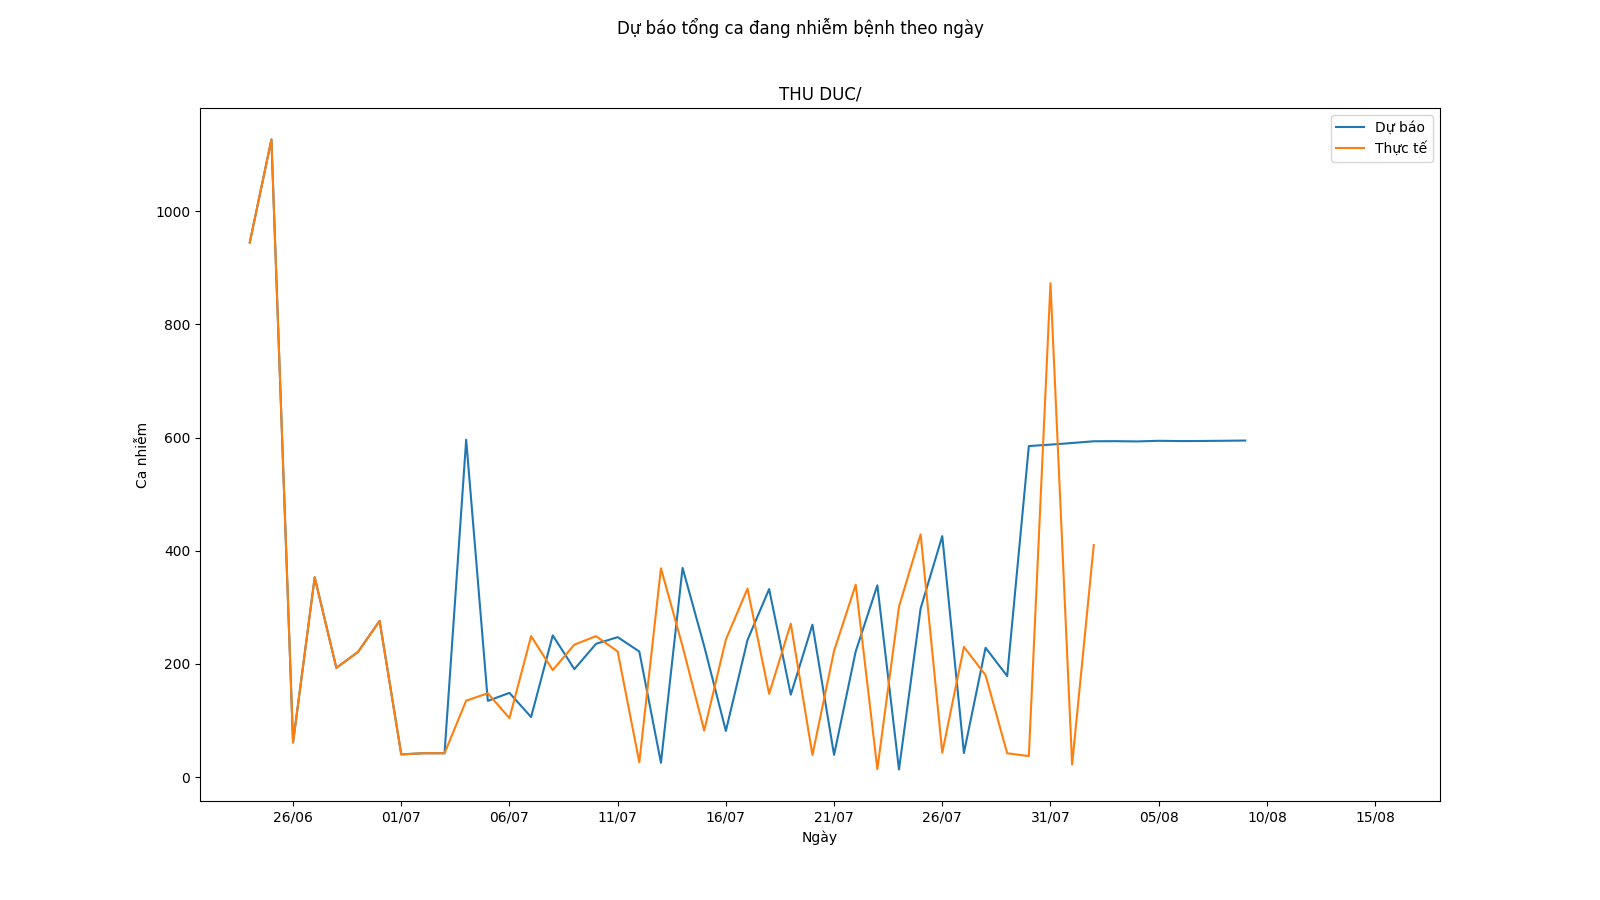 Dự báo tổng ca đang nhiễm bệnh theo ngày
THU DUC/
Dự báo
Thực tế
1000
800
600
400
200
0
Ca nhiễm
26/06
01/07
06/07
11/07
16/07
21/07
26/07
31/07
05/08
10/08
15/08
Ngày